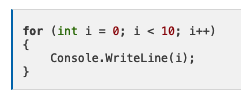 for (int i = 0; i < 10; i++)
{
    Console.WriteLine(i);
}